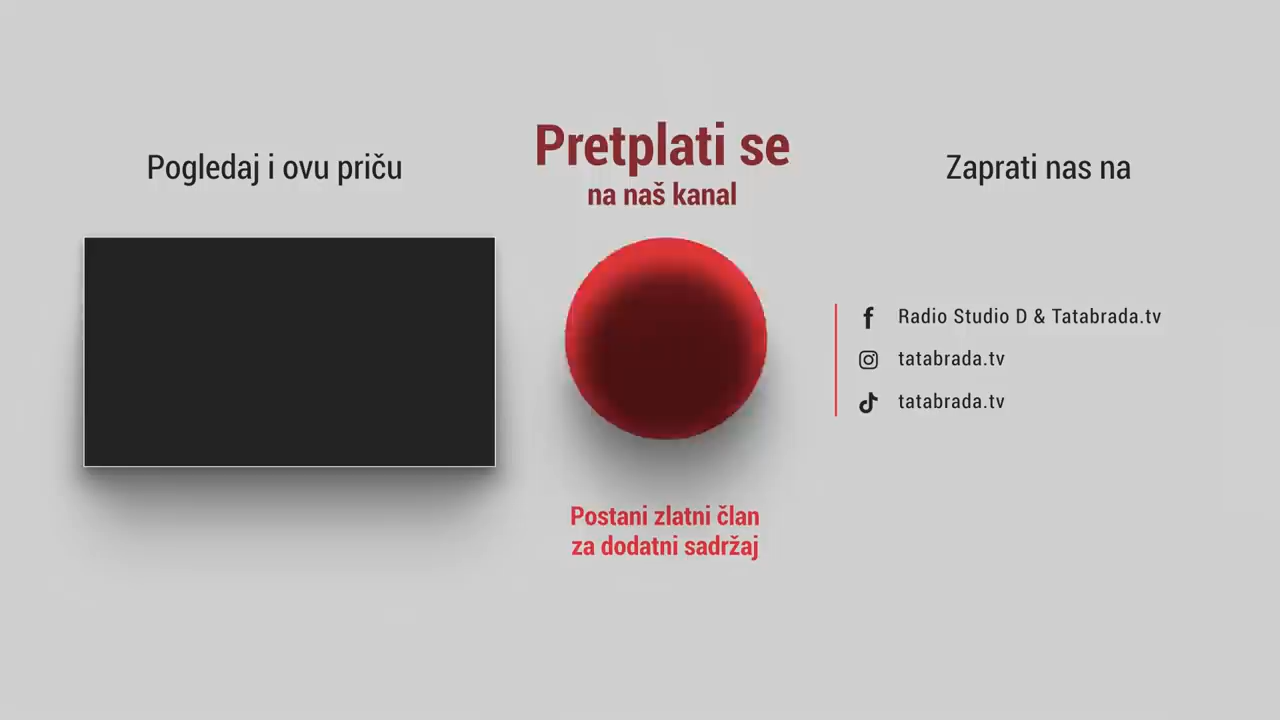 Pogledaj i ovu priču
Pretplati se
na naš kanal
Postani zlatni član
za dodatni sadržaj
Zaprati nas na
Radio Studio D & Tatabrada.tv
tatabrada.tv
tatabrada.tv